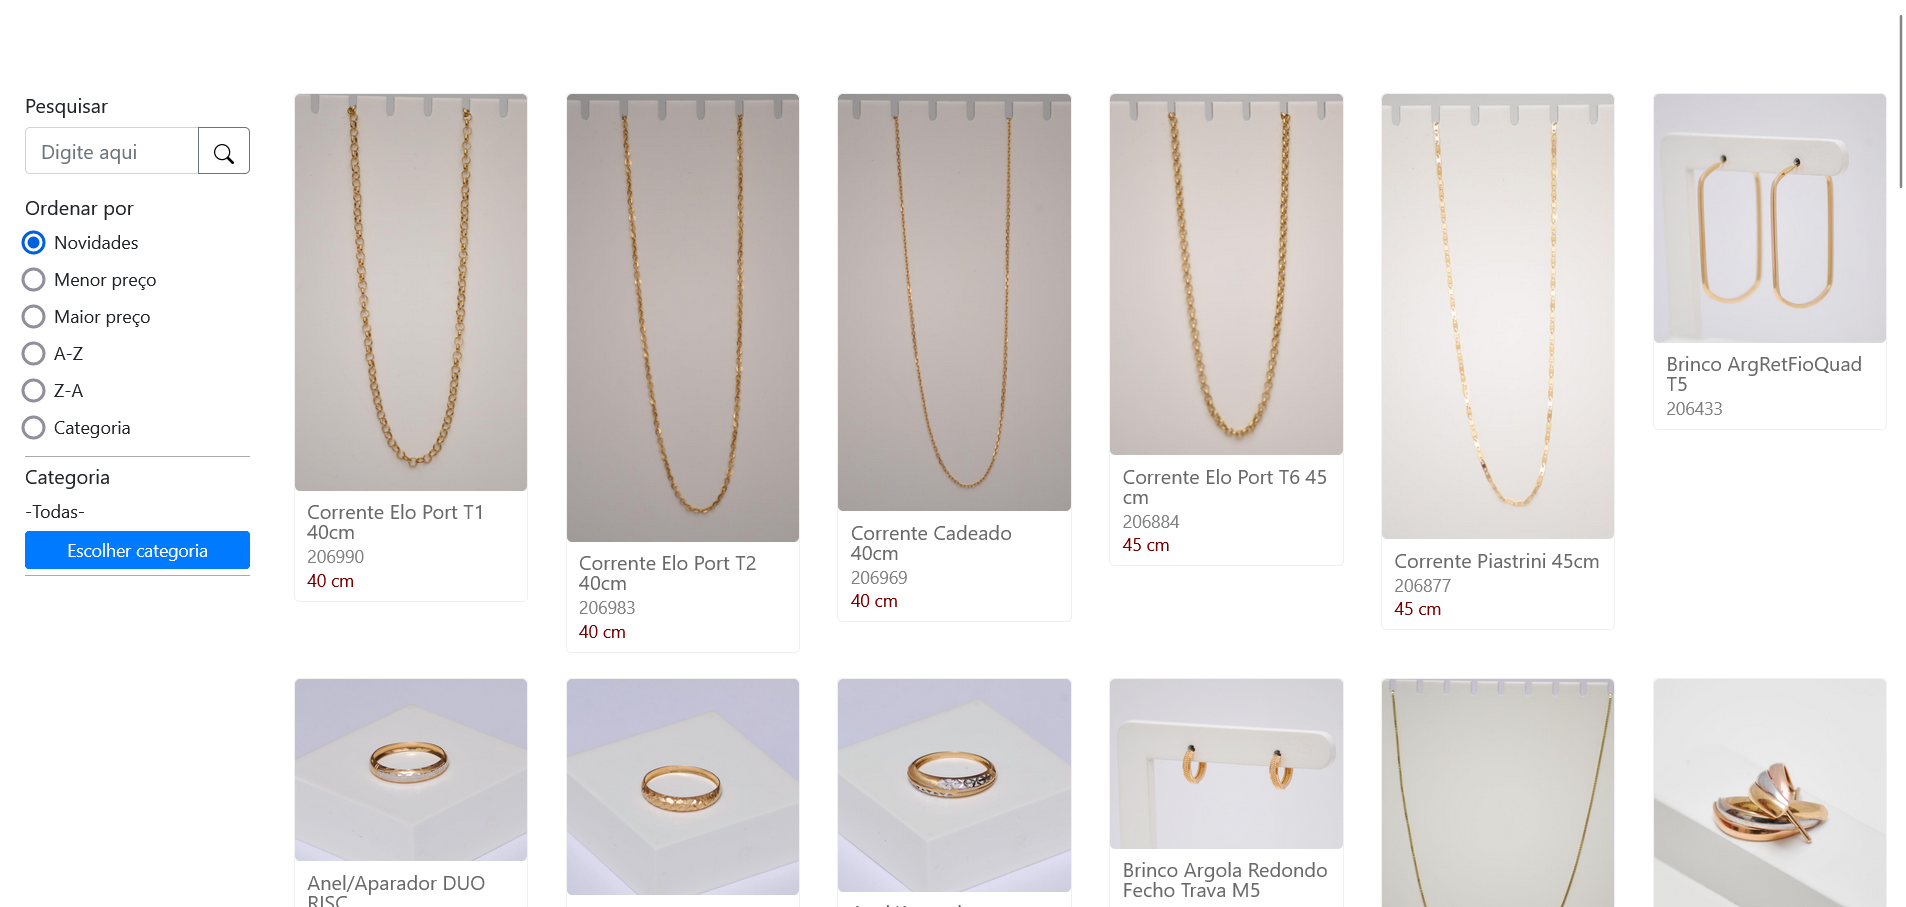 Pesquisar
Digite aqui
Ordenar por
Novidades
Menor preço
Maior preço
A-Z
Z-A
Categoria
Categoria
-Todas-
Escolher categoria
Corrente Elo Port T1
40cm
206990
40 cm
Corrente Elo Port T2
40cm
206983
40 cm
Corrente Cadeado
40cm
206969
40 cm
Corrente Elo Port T6 45
cm
206884
45 cm
Corrente Piastrini 45cm
206877
45 cm
Brinco ArgRetFioQuad
T5
206433
Anel/Aparador DUO
RISC
Brinco Argola Redondo
Fecho Trava M5